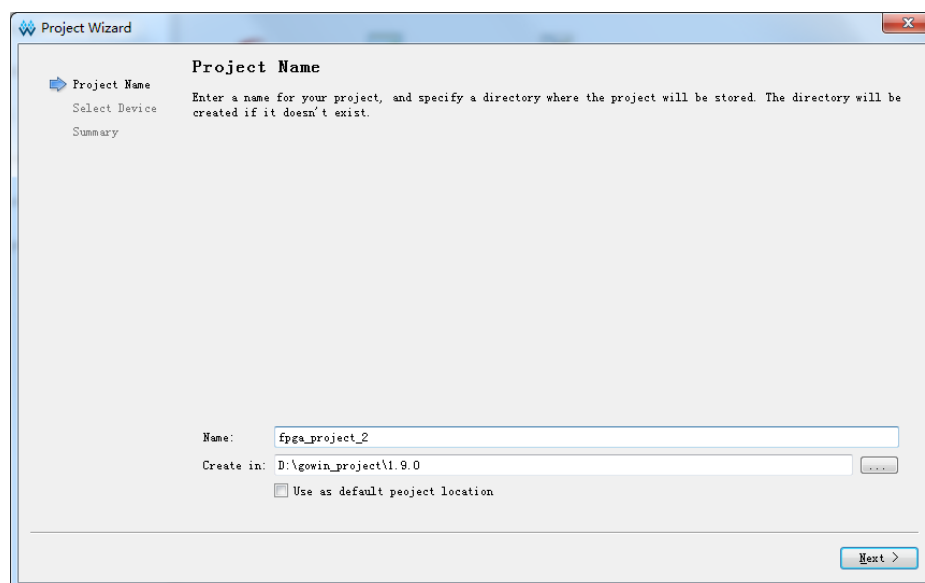 Project Wizard
Project Name
Select Device
Summary
Project Name
Enter a name for your project, and specify a directory where the project will be stored. The directory will be
created if it doesn't exist.
Name: fpga_project_2
Create in: D:\gowin_project\1.9.0 ...
Use as default peoject location
Next >